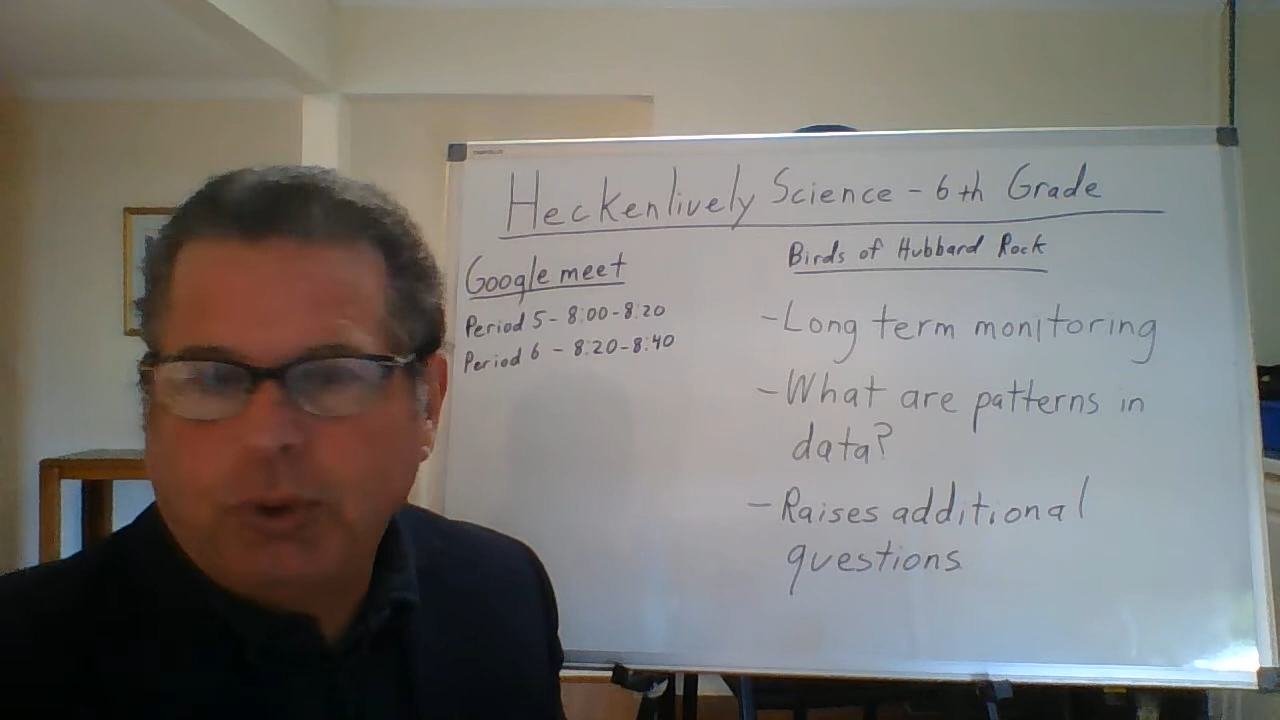 Heckenlively Science - 6th Grade
Google meet
Period 5 - 8:00-8:20
Period 6 - 8:20-8:40
Birds of Hubbard Rock
- Long term monitoring
- What are patterns in
data?
- Raises additional
questions